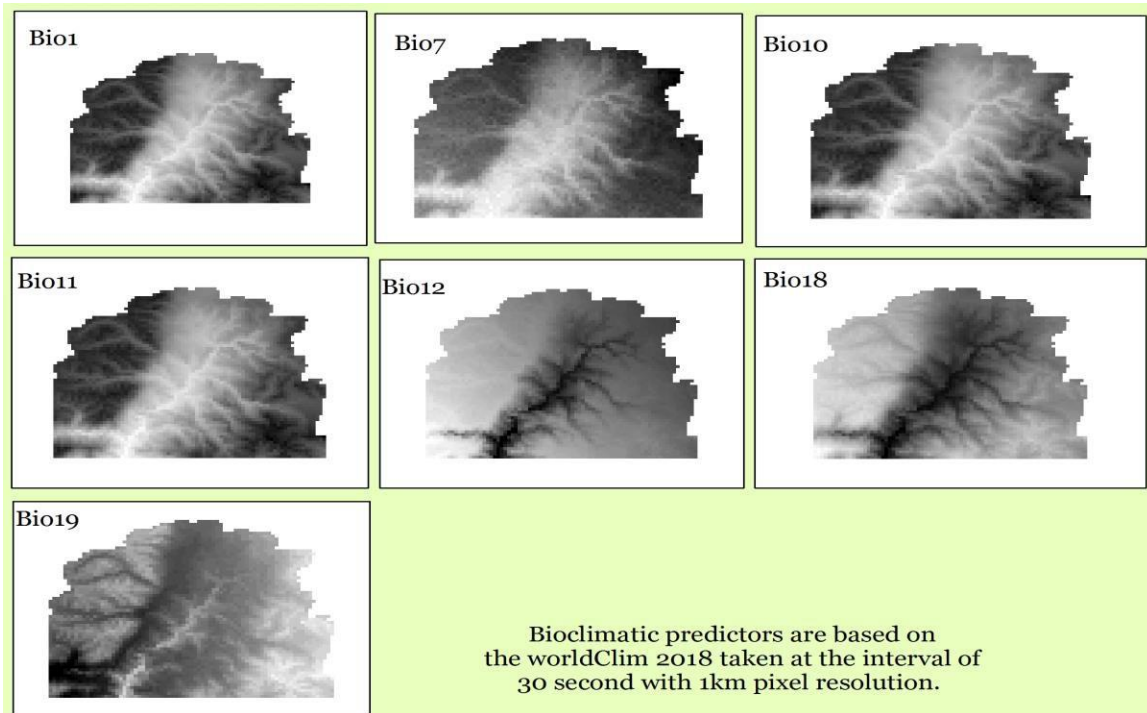 Bio1
Bio7
Bio10
Bio11
Bio12
Bio18
Bio19
Bioclimatic predictors are based on
the worldClim 2018 taken at the interval of
30 second with 1km pixel resolution.